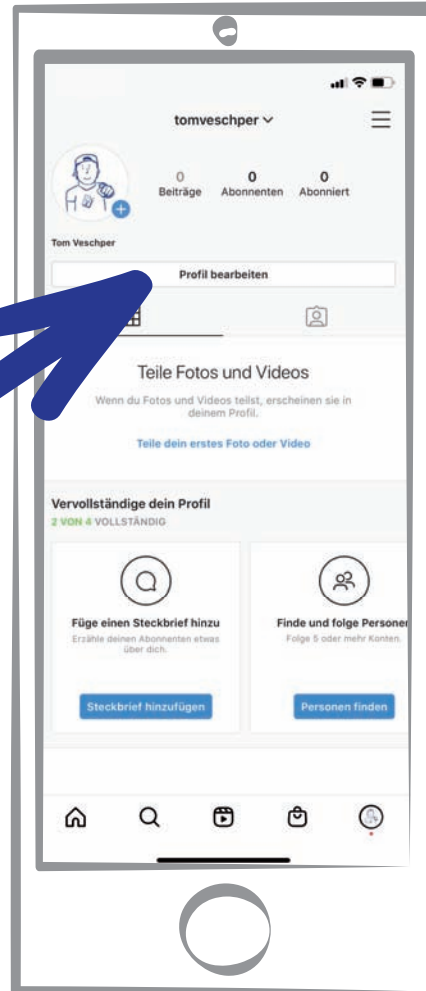 tomveschper
0 0 0
Beiträge Abonnenten Abonniert
Tom Veschper
Profil bearbeiten
Teile Fotos und Videos
Wenn du Fotos und Videos teilst, erscheinen sie in
deinem Profil.
Teile dein erstes Foto oder Video
Vervollständige dein Profil
2 VON 4 VOLLSTÄNDIG
Füge einen Steckbrief hinzu
Erzähle deinen Abonnenten etwas
über dich.
Steckbrief hinzufügen
Finde und folge Personen
Folge 5 oder mehr Konten.
Personen finden